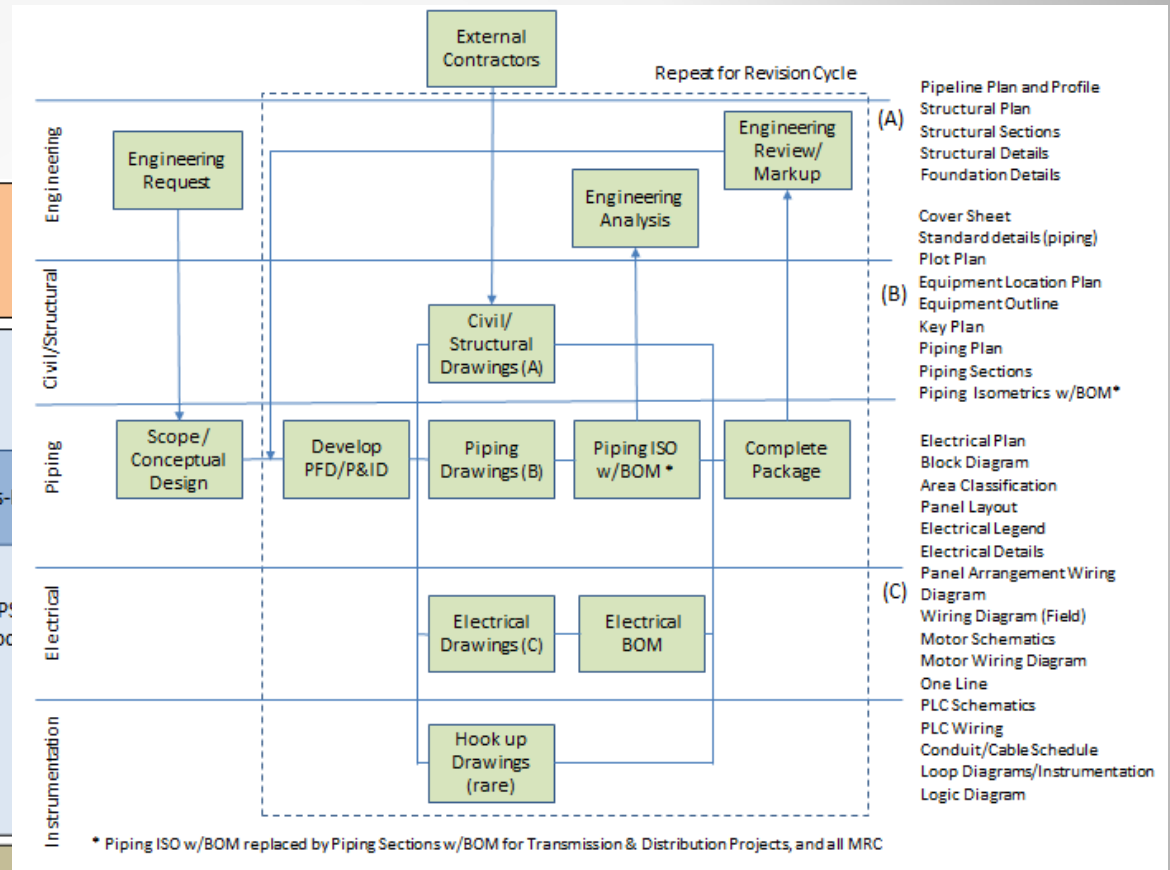 External
Contractors
Repeat for Revision Cycle
Engineering
Engineering
Request
Engineering
Analysis
Engineering
Review/
Markup
Civil/Structural
Civil/
Structural
Drawings (A)
Piping
Scope/
Conceptual
Design
Develop
PFD/P&ID
Piping
Drawings (B)
Piping ISO
w/BOM *
Complete
Package
Electrical
Electrical
Drawings (C)
Electrical
BOM
Instrumentation
Hook up
Drawings
(rare)
(A)
Pipeline Plan and Profile
Structural Plan
Structural Sections
Structural Details
Foundation Details
(B)
Cover Sheet
Standard details (piping)
Plot Plan
Equipment Location Plan
Equipment Outline
Key Plan
Piping Plan
Piping Sections
Piping Isometrics w/BOM*
(C)
Electrical Plan
Block Diagram
Area Classification
Panel Layout
Electrical Legend
Electrical Details
Panel Arrangement Wiring
Diagram
Wiring Diagram (Field)
Motor Schematics
Motor Wiring Diagram
One Line
PLC Schematics
PLC Wiring
Conduit/Cable Schedule
Loop Diagrams/Instrumentation
Logic Diagram
* Piping ISO w/BOM replaced by Piping Sections w/BOM for Transmission & Distribution Projects, and all MRC